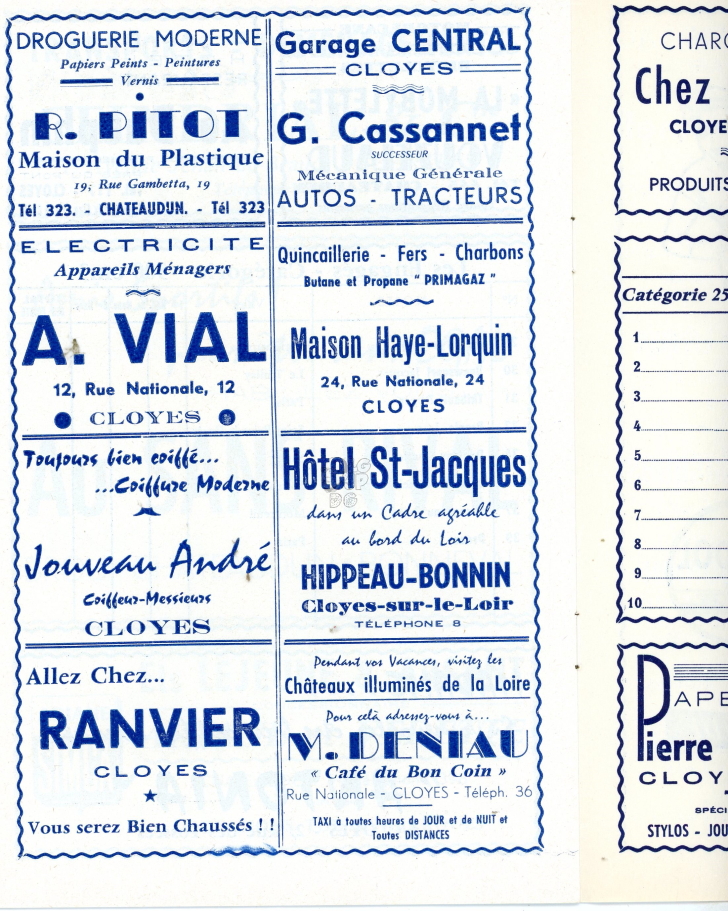 DROGUERIE MODERNE
Papiers Peints - Peintures
Vernis
R. PITOT
Maison du Plastique
19, Rue Gambetta, 19
Tél 323. - CHATEAUDUN. - Tél 323
ELECTRICITE
Appareils Ménagers
A. VIAL
12, Rue Nationale, 12
CLOYES
Toujours bien coiffé...
...Coiffure Moderne
Jouveau André
Coiffeur-Messieurs
CLOYES
Allez Chez...
RANVIER
CLOYES
Vous serez Bien Chaussés ! !
Garage CENTRAL
CLOYES
G. Cassannet
SUCCESSEUR
Mécanique Générale
AUTOS - TRACTEURS
Quincaillerie - Fers - Charbons
Butane et Propane " PRIMAGAZ "
Maison Haye-Lorquin
24, Rue Nationale, 24
CLOYES
Hôtel St-Jacques
dans un Cadre agréable
au bord du Loir
HIPPEAU-BONNIN
Cloyes-sur-le-Loir
TÉLÉPHONE 8
Pendant vos Vacances, visitez les
Châteaux illuminés de la Loire
Pour celà adressez-vous à...
M. DENIAU
« Café du Bon Coin »
Rue Nationale - CLOYES - Téléph. 36
TAXI à toutes heures de JOUR et de NUIT et
Toutes DISTANCES
CHAR
Chez
CLOYE
PRODUITS
Catégorie 25
1
2
3
4
5
6
7
8
9
10
PAPE
Pierre
CLOY
SPÉCI
STYLOS - JOU